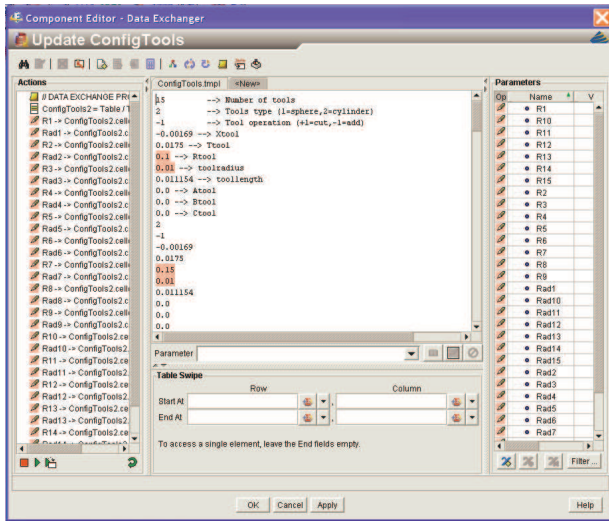 Component Editor - Data Exchanger
Update ConfigTools
Actions
// DATA EXCHANGE PR
ConfigTools2 = Table / T
R1 -> ConfigTools2.cell
Rad1 -> ConfigTools2.c
R2 -> ConfigTools2.cell
Rad2 -> ConfigTools2.c
R3 -> ConfigTools2.cell
Rad3 -> ConfigTools2.c
R4 -> ConfigTools2.cell
Rad4 -> ConfigTools2.c
R5 -> ConfigTools2.cell
Rad5 -> ConfigTools2.c
R6 -> ConfigTools2.cell
Rad6 -> ConfigTools2.c
R7 -> ConfigTools2.cell
Rad7 -> ConfigTools2.c
R8 -> ConfigTools2.cell
Rad8 -> ConfigTools2.c
R9 -> ConfigTools2.cell
Rad9 -> ConfigTools2.c
R10 -> ConfigTools2.ce
Rad10 -> ConfigTools2.
R11 -> ConfigTools2.ce
Rad11 -> ConfigTools2.
R12 -> ConfigTools2.ce
Rad12 -> ConfigTools2.
R13 -> ConfigTools2.ce
Rad13 -> ConfigTools2.
R14 -> ConfigTools2.ce
ConfigTools.tmpl <New>
15 --> Number of tools
2 --> Tools type (1=sphere,2=cylinder)
-1 --> Tool operation (+1=cut,-1=add)
-0.00169 --> Xtool
0.0175 --> Ttool
0.1 --> Rtool
0.01 --> toolradius
0.011154 --> toollength
0.0 --> Atool
0.0 --> Btool
0.0 --> Ctool
2
-1
-0.00169
0.0175
0.15
0.01
0.011154
0.0
0.0
0.0
Parameter
Table Swipe
Row Column
Start At ,
End At ,
To access a single element, leave the End fields empty.
Parameters
Op Name V
R1
R10
R11
R12
R13
R14
R15
R2
R3
R4
R5
R6
R7
R8
R9
Rad1
Rad10
Rad11
Rad12
Rad13
Rad14
Rad15
Rad2
Rad3
Rad4
Rad5
Rad6
Rad7
Filter ...
OK Cancel Apply Help